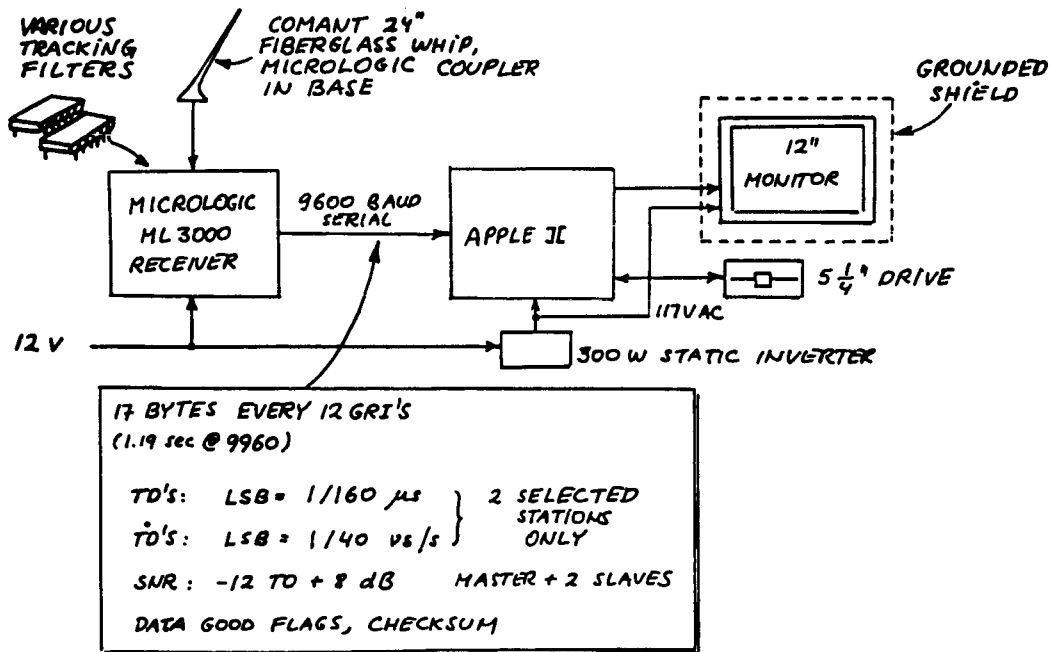 VARIOUS
TRACKING
FILTERS
COMANT 24"
FIBERGLASS WHIP,
MICROLOGIC COUPLER
IN BASE
GROUNDED
SHIELD
MICROLOGIC
ML 3000
RECEIVER
9600 BAUD
SERIAL
APPLE ][
12"
MONITOR
5 1/4" DRIVE
117VAC
12 V
300 W STATIC INVERTER
17 BYTES EVERY 12 GRI'S
(1.19 sec @ 9960)
TD'S: LSB = 1/160 μs
ṪD'S: LSB = 1/40 μs/s
2 SELECTED
STATIONS
ONLY
SNR: -12 TO +8 dB MASTER + 2 SLAVES
DATA GOOD FLAGS, CHECKSUM